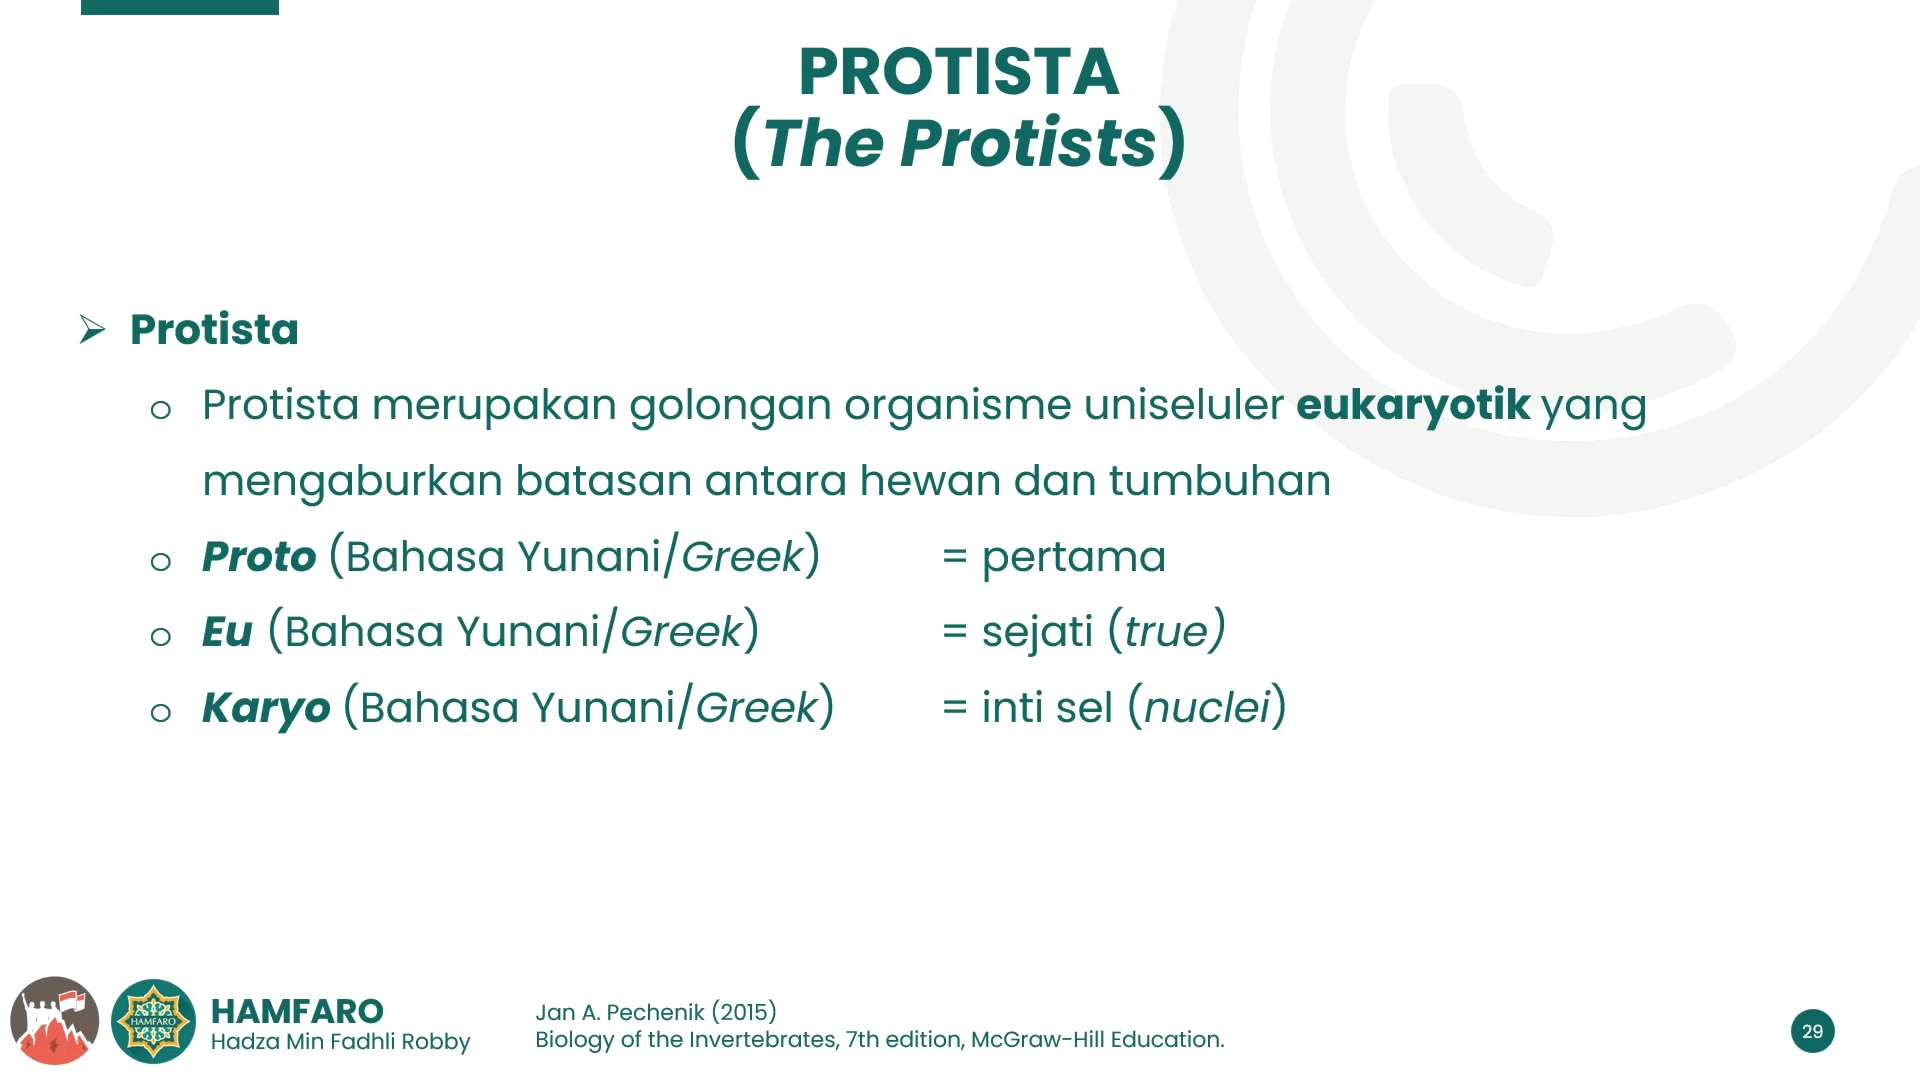 PROTISTA
(The Protists)
➢ Protista
o Protista merupakan golongan organisme uniseluler eukaryotik yang
mengaburkan batasan antara hewan dan tumbuhan
o Proto (Bahasa Yunani/Greek) = pertama
o Eu (Bahasa Yunani/Greek) = sejati (true)
o Karyo (Bahasa Yunani/Greek) = inti sel (nuclei)
HAMFARO
HAMFARO
Hadza Min Fadhli Robby
Jan A. Pechenik (2015)
Biology of the Invertebrates, 7th edition, McGraw-Hill Education.
29